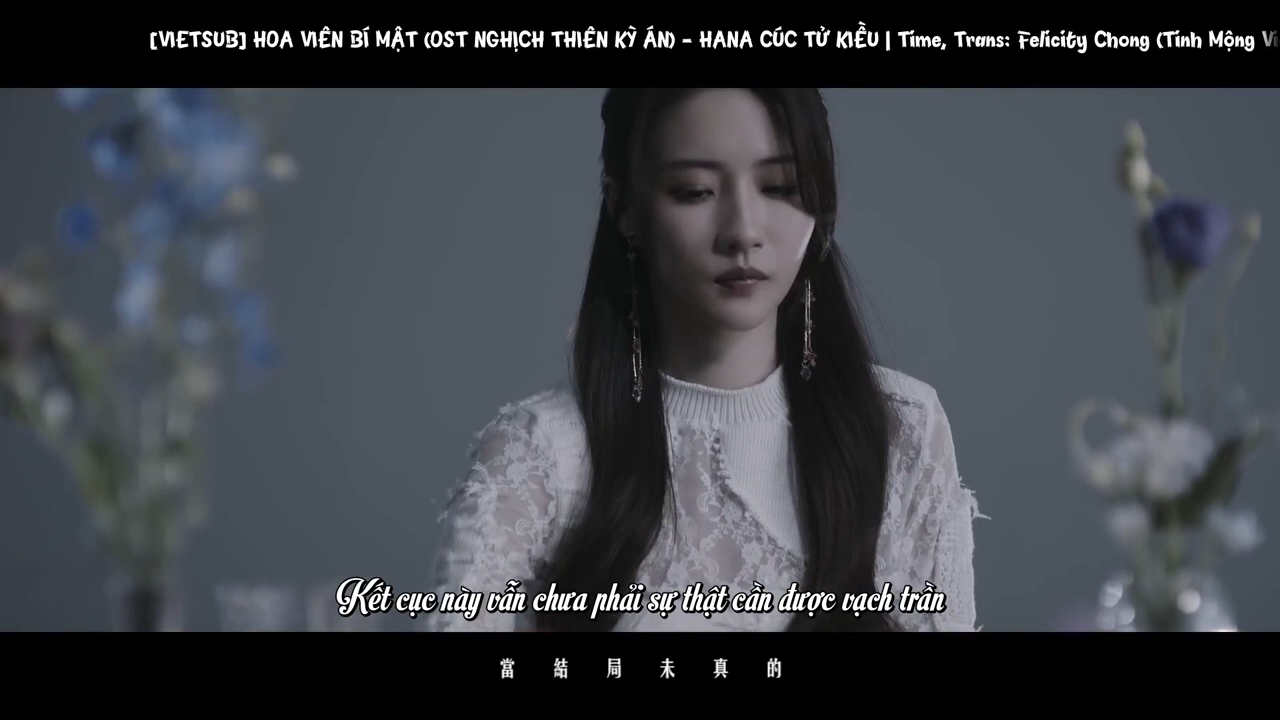 [VIETSUB] HOA VIÊN BÍ MẬT (OST NGHỊCH THIÊN KỲ ÁN) - HANA CÚC TỬ KIỀU | Time, Trans: Felicity Chong (Tinh Mộng
Kết cục này vẫn chưa phải sự thật cần được vạch trần
當結局未真的